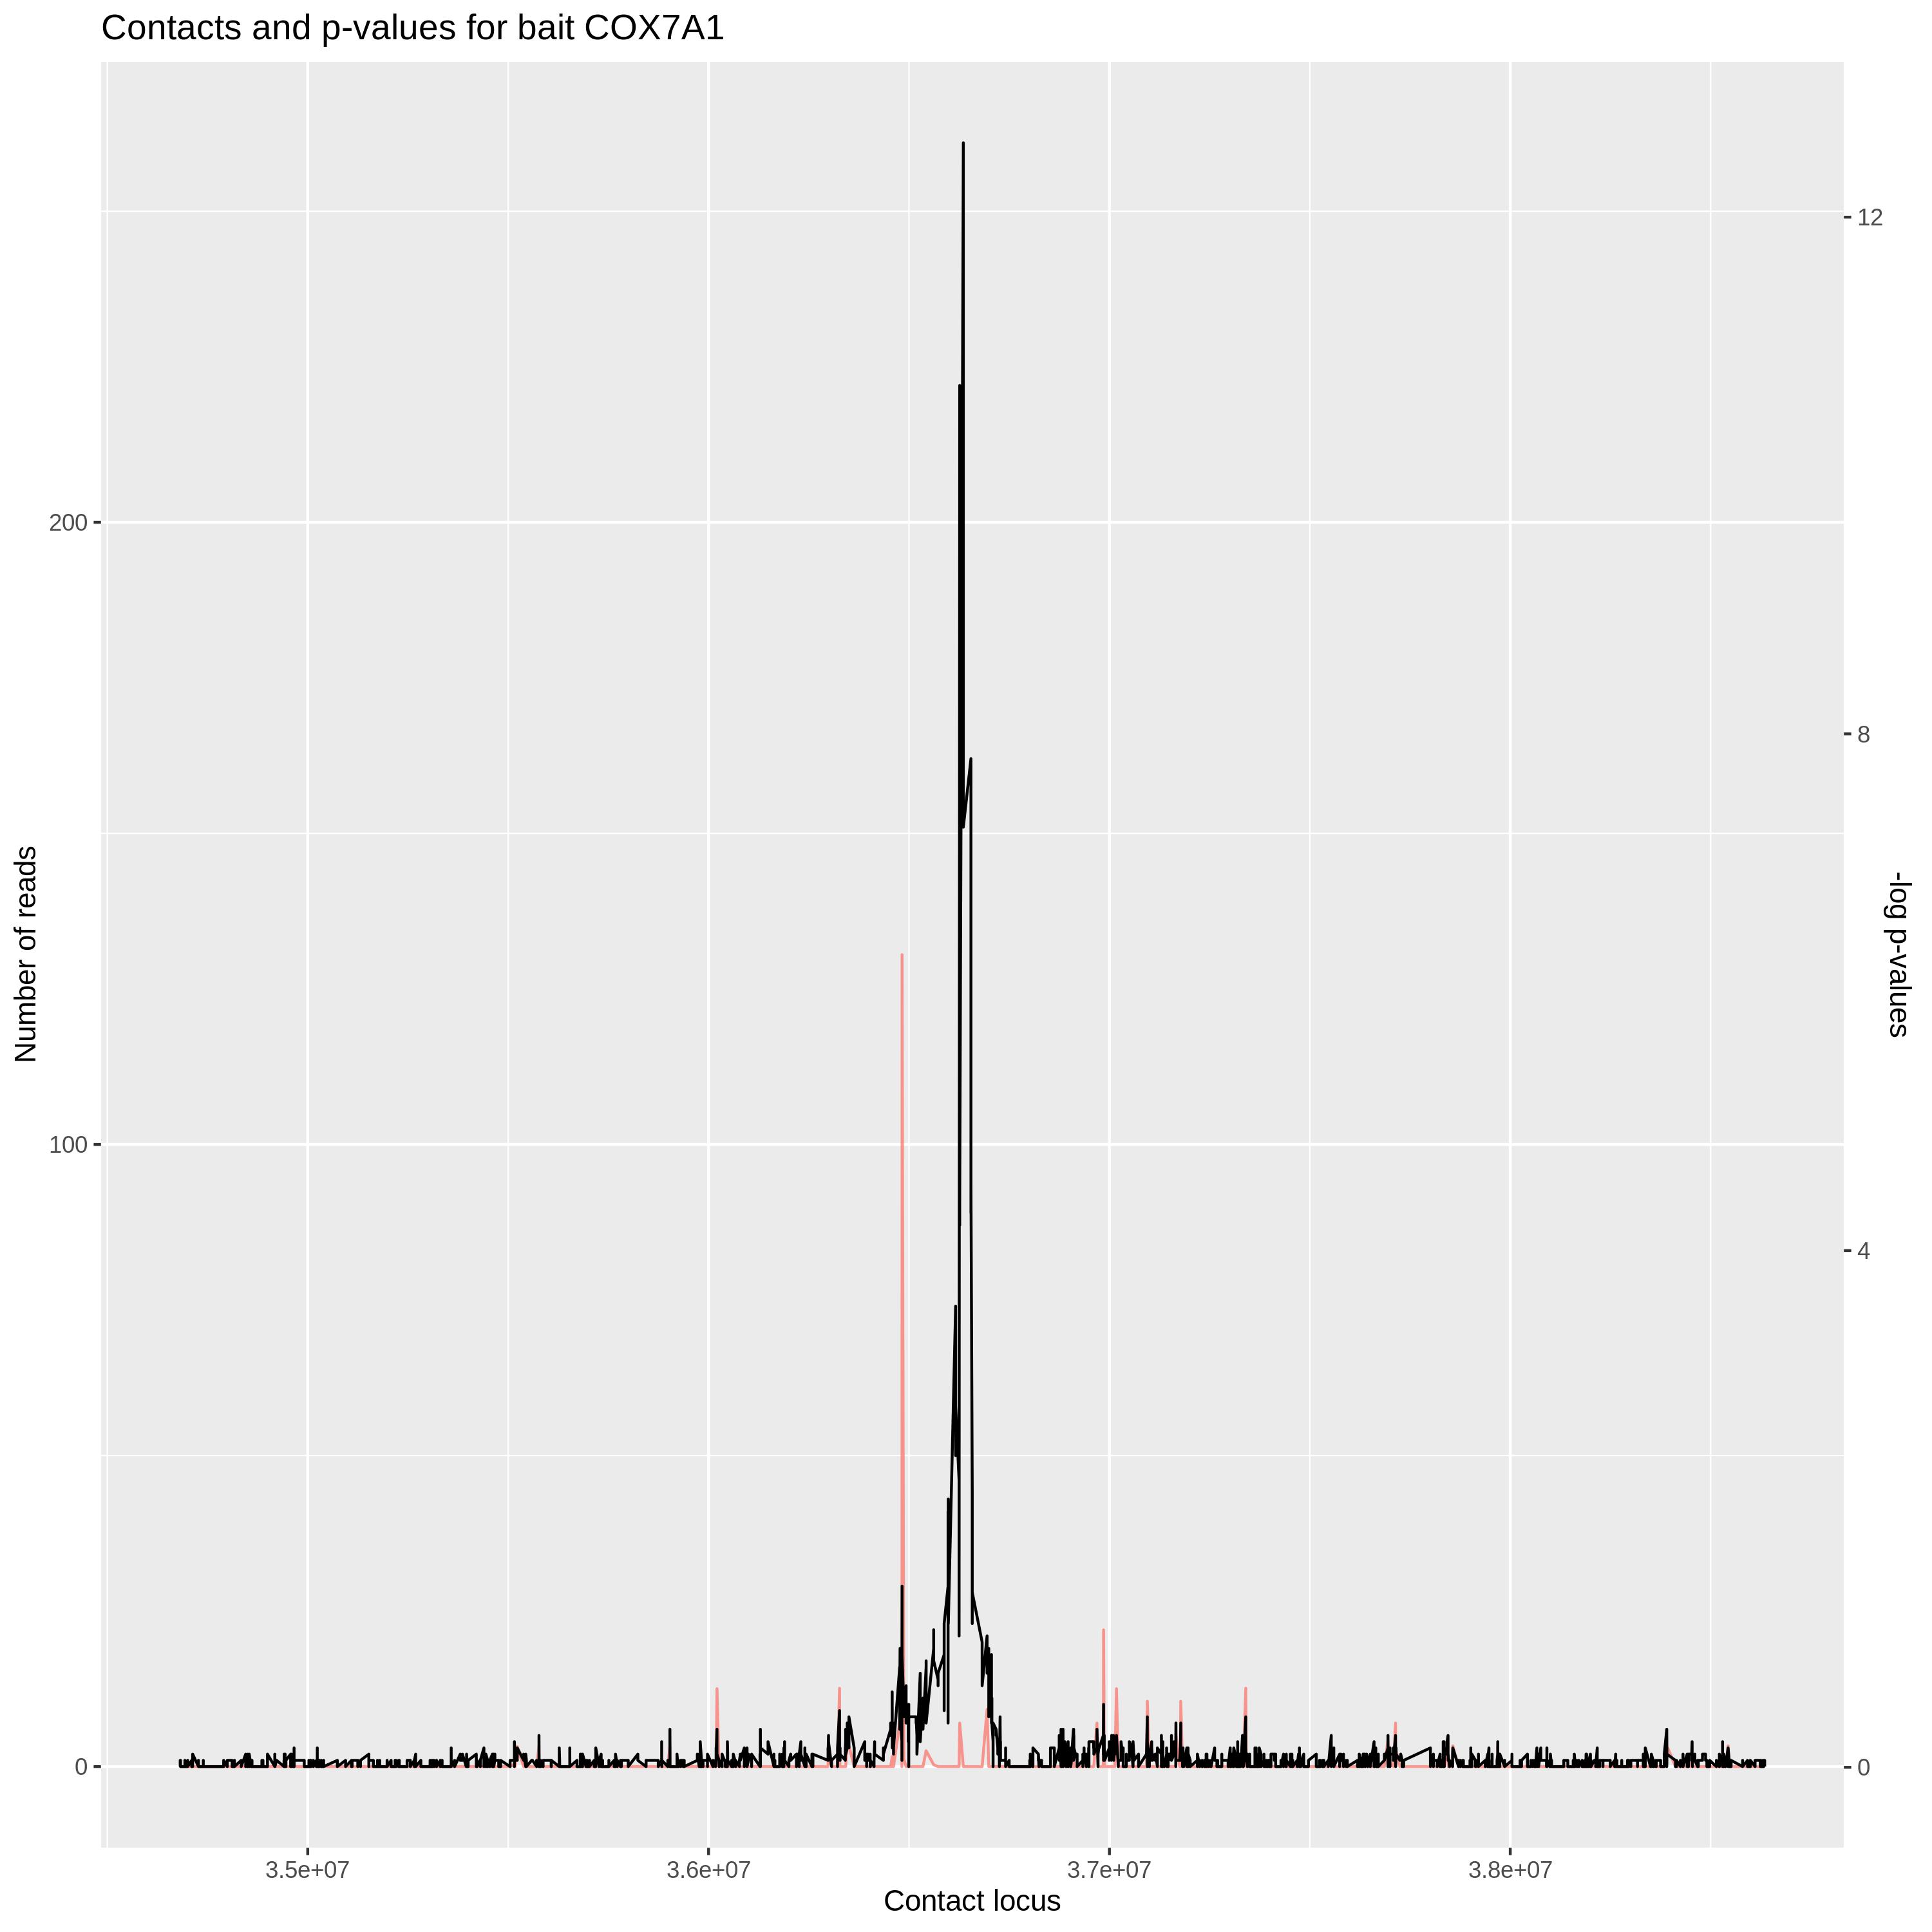 Contacts and p-values for bait COX7A1
Number of reads
200
100
0
12
8
4
0
-log p-values
3.5e+07
3.6e+07
3.7e+07
3.8e+07
Contact locus